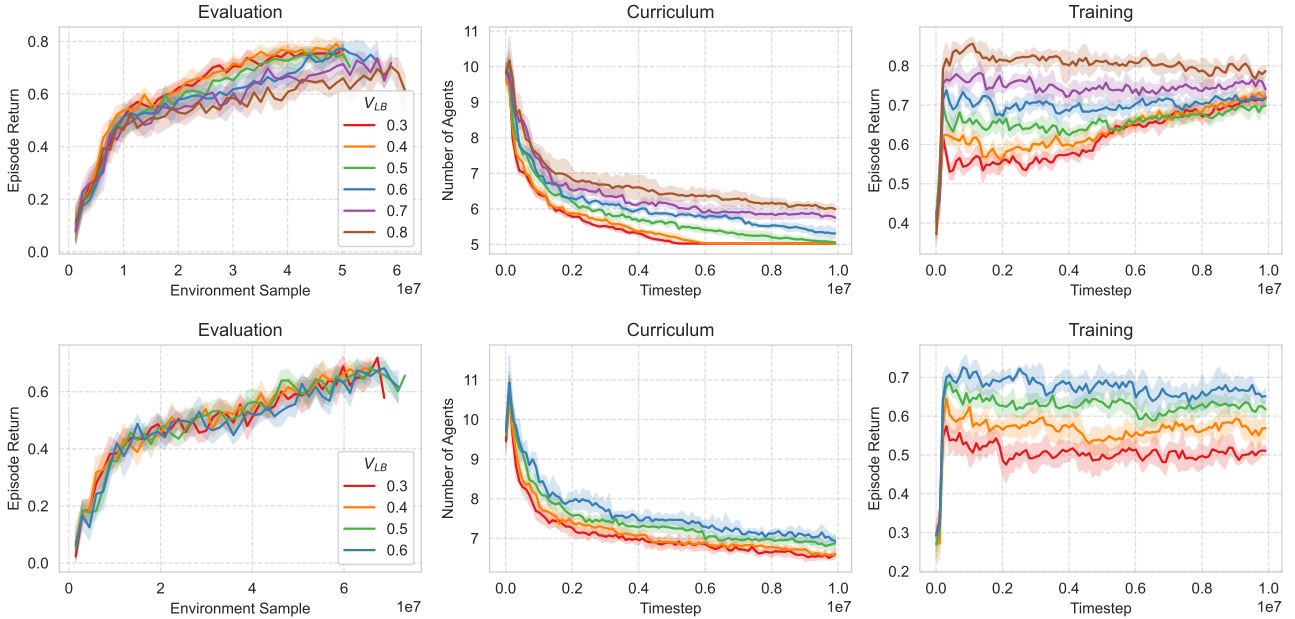 Evaluation
Episode Return
0.8
0.6
0.4
0.2
0.0
V_LB
0.3
0.4
0.5
0.6
0.7
0.8
0 1 2 3 4 5 6
1e7
Environment Sample
Curriculum
Number of Agents
11
10
9
8
7
6
5
0.0 0.2 0.4 0.6 0.8 1.0
1e7
Timestep
Training
Episode Return
0.8
0.7
0.6
0.5
0.4
0.0 0.2 0.4 0.6 0.8 1.0
1e7
Timestep
Evaluation
Episode Return
0.6
0.4
0.2
0.0
V_LB
0.3
0.4
0.5
0.6
0 2 4 6
1e7
Environment Sample
Curriculum
Number of Agents
11
10
9
8
7
0.0 0.2 0.4 0.6 0.8 1.0
1e7
Timestep
Training
Episode Return
0.7
0.6
0.5
0.4
0.3
0.2
0.0 0.2 0.4 0.6 0.8 1.0
1e7
Timestep